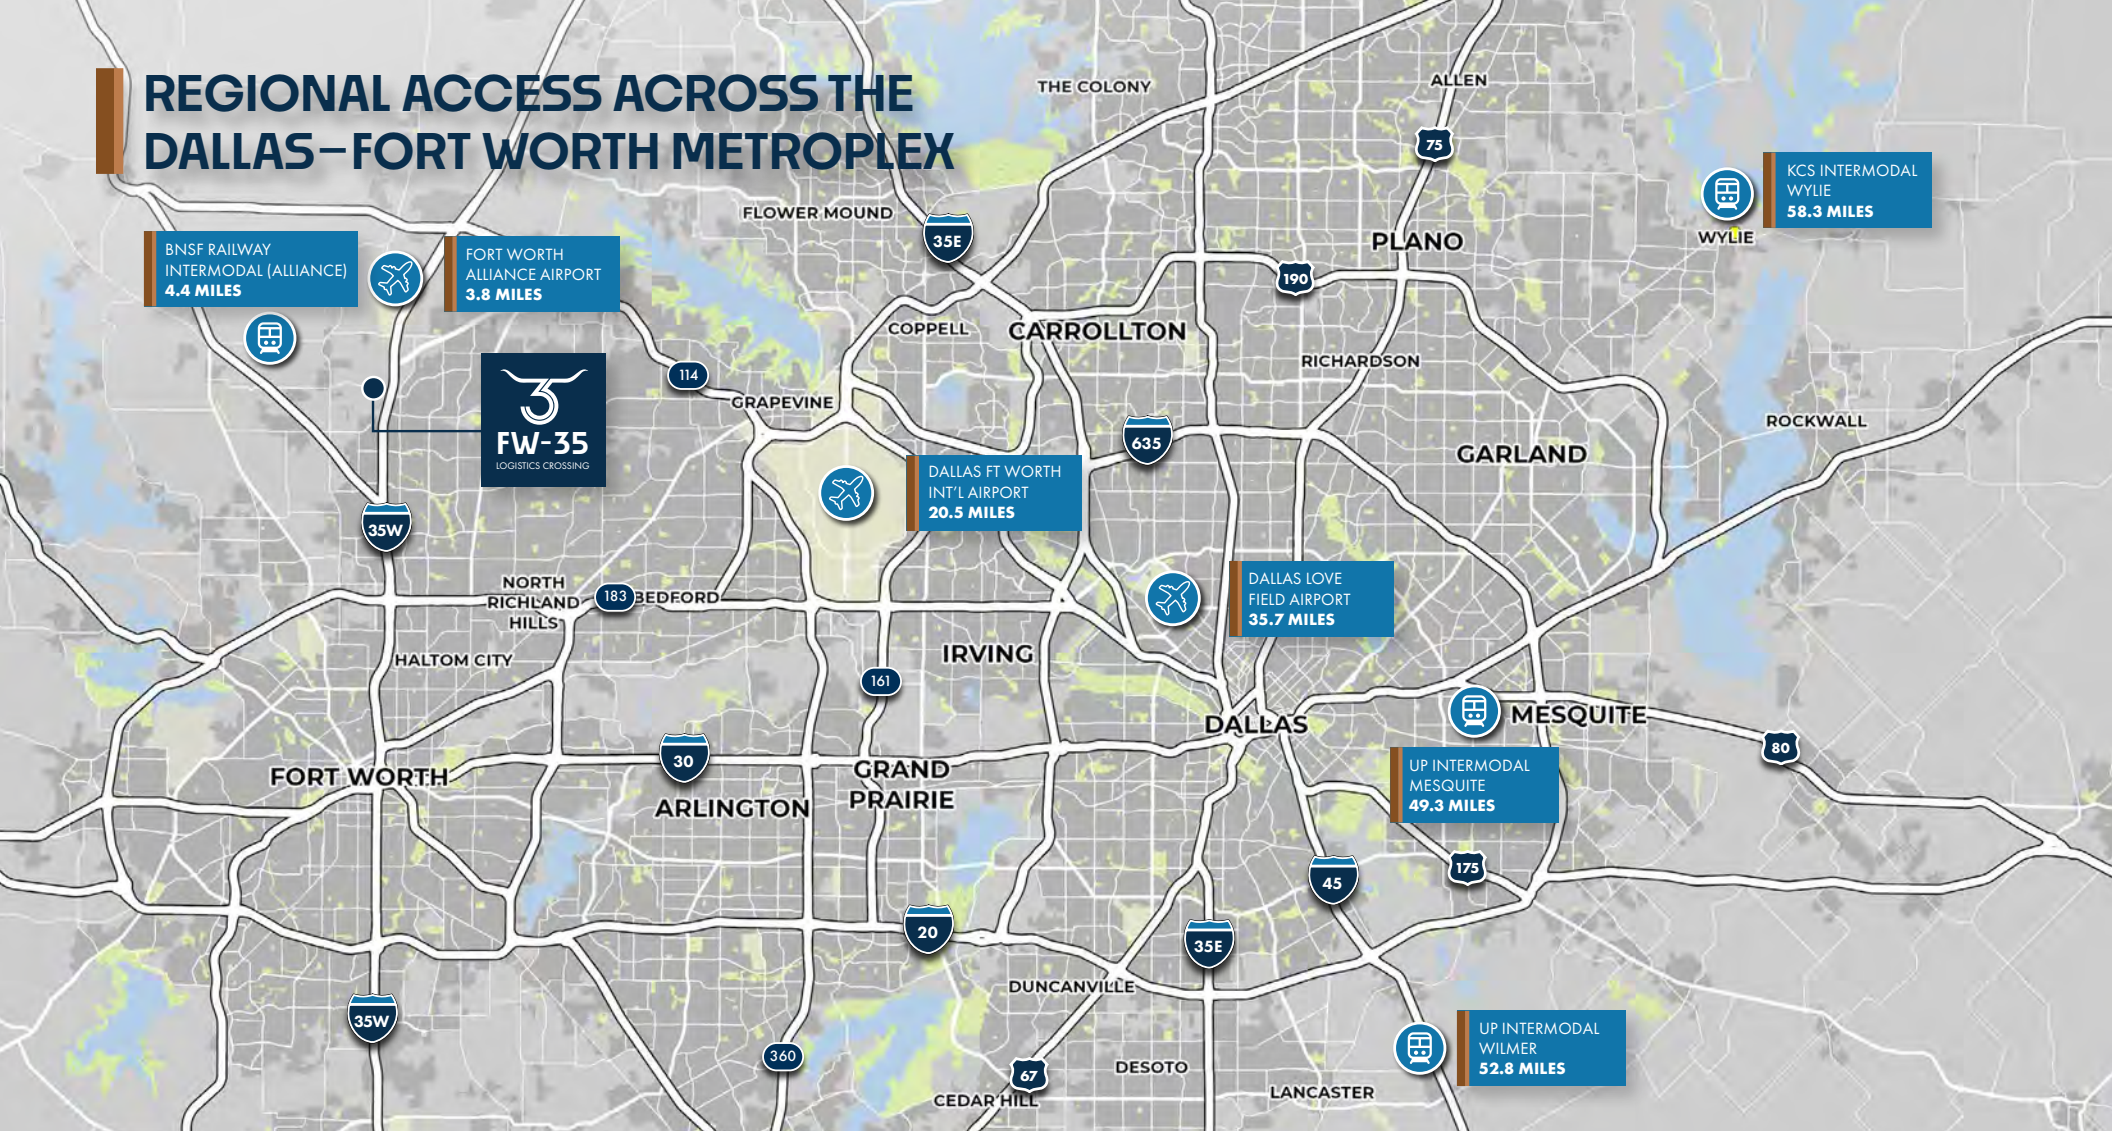 REGIONAL ACCESS ACROSS THE
DALLAS–FORT WORTH METROPLEX
THE COLONY
ALLEN
75
KCS INTERMODAL
WYLIE
58.3 MILES
WYLIE
FLOWER MOUND
35E
PLANO
190
BNSF RAILWAY
INTERMODAL (ALLIANCE)
4.4 MILES
FORT WORTH
ALLIANCE AIRPORT
3.8 MILES
COPPELL
CARROLLTON
RICHARDSON
114
GRAPEVINE
FW-35
LOGISTICS CROSSING
635
GARLAND
ROCKWALL
DALLAS FT WORTH
INT'L AIRPORT
20.5 MILES
35W
NORTH
RICHLAND
HILLS
183
BEDFORD
DALLAS LOVE
FIELD AIRPORT
35.7 MILES
HALTOM CITY
IRVING
161
DALLAS
MESQUITE
80
30
FORT WORTH
GRAND
PRAIRIE
ARLINGTON
UP INTERMODAL
MESQUITE
49.3 MILES
175
45
20
35E
DUNCANVILLE
35W
360
67
DESOTO
CEDAR HILL
LANCASTER
UP INTERMODAL
WILMER
52.8 MILES